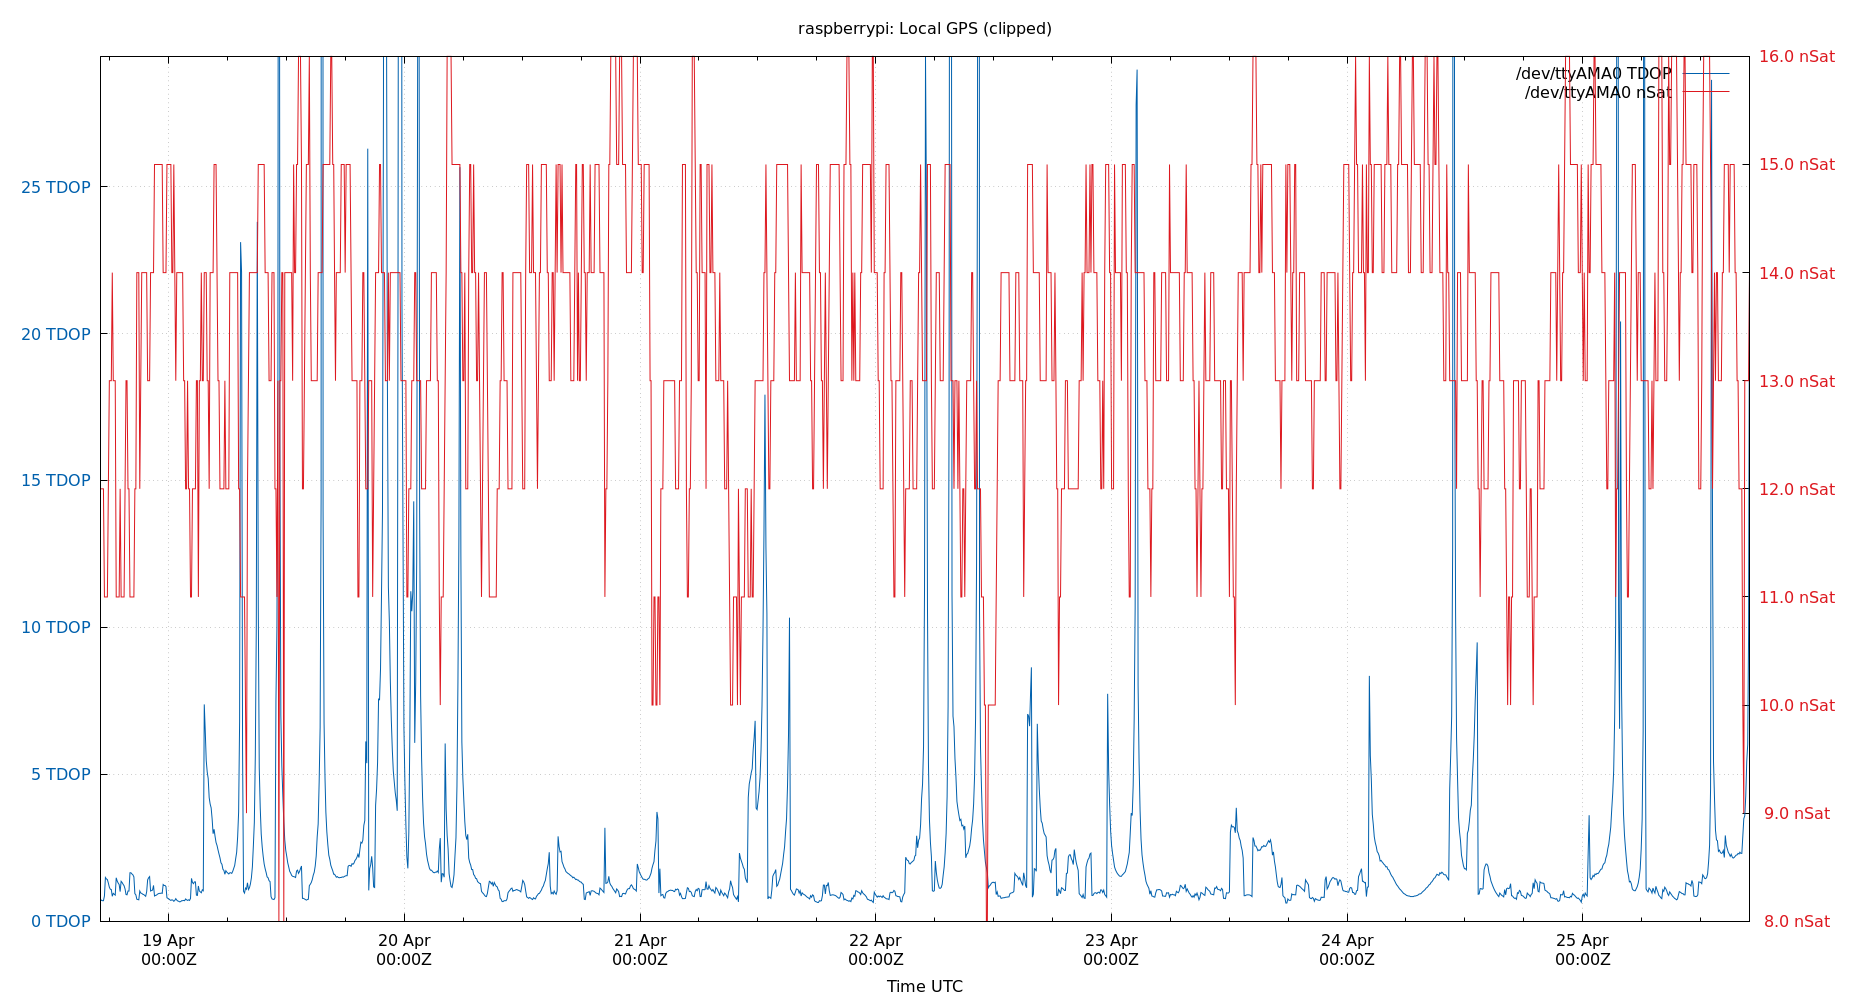 raspberrypi: Local GPS (clipped)
/dev/ttyAMA0 TDOP
/dev/ttyAMA0 nSat
25 TDOP
20 TDOP
15 TDOP
10 TDOP
5 TDOP
0 TDOP
16.0 nSat
15.0 nSat
14.0 nSat
13.0 nSat
12.0 nSat
11.0 nSat
10.0 nSat
9.0 nSat
8.0 nSat
19 Apr
00:00Z
20 Apr
00:00Z
21 Apr
00:00Z
22 Apr
00:00Z
23 Apr
00:00Z
24 Apr
00:00Z
25 Apr
00:00Z
Time UTC